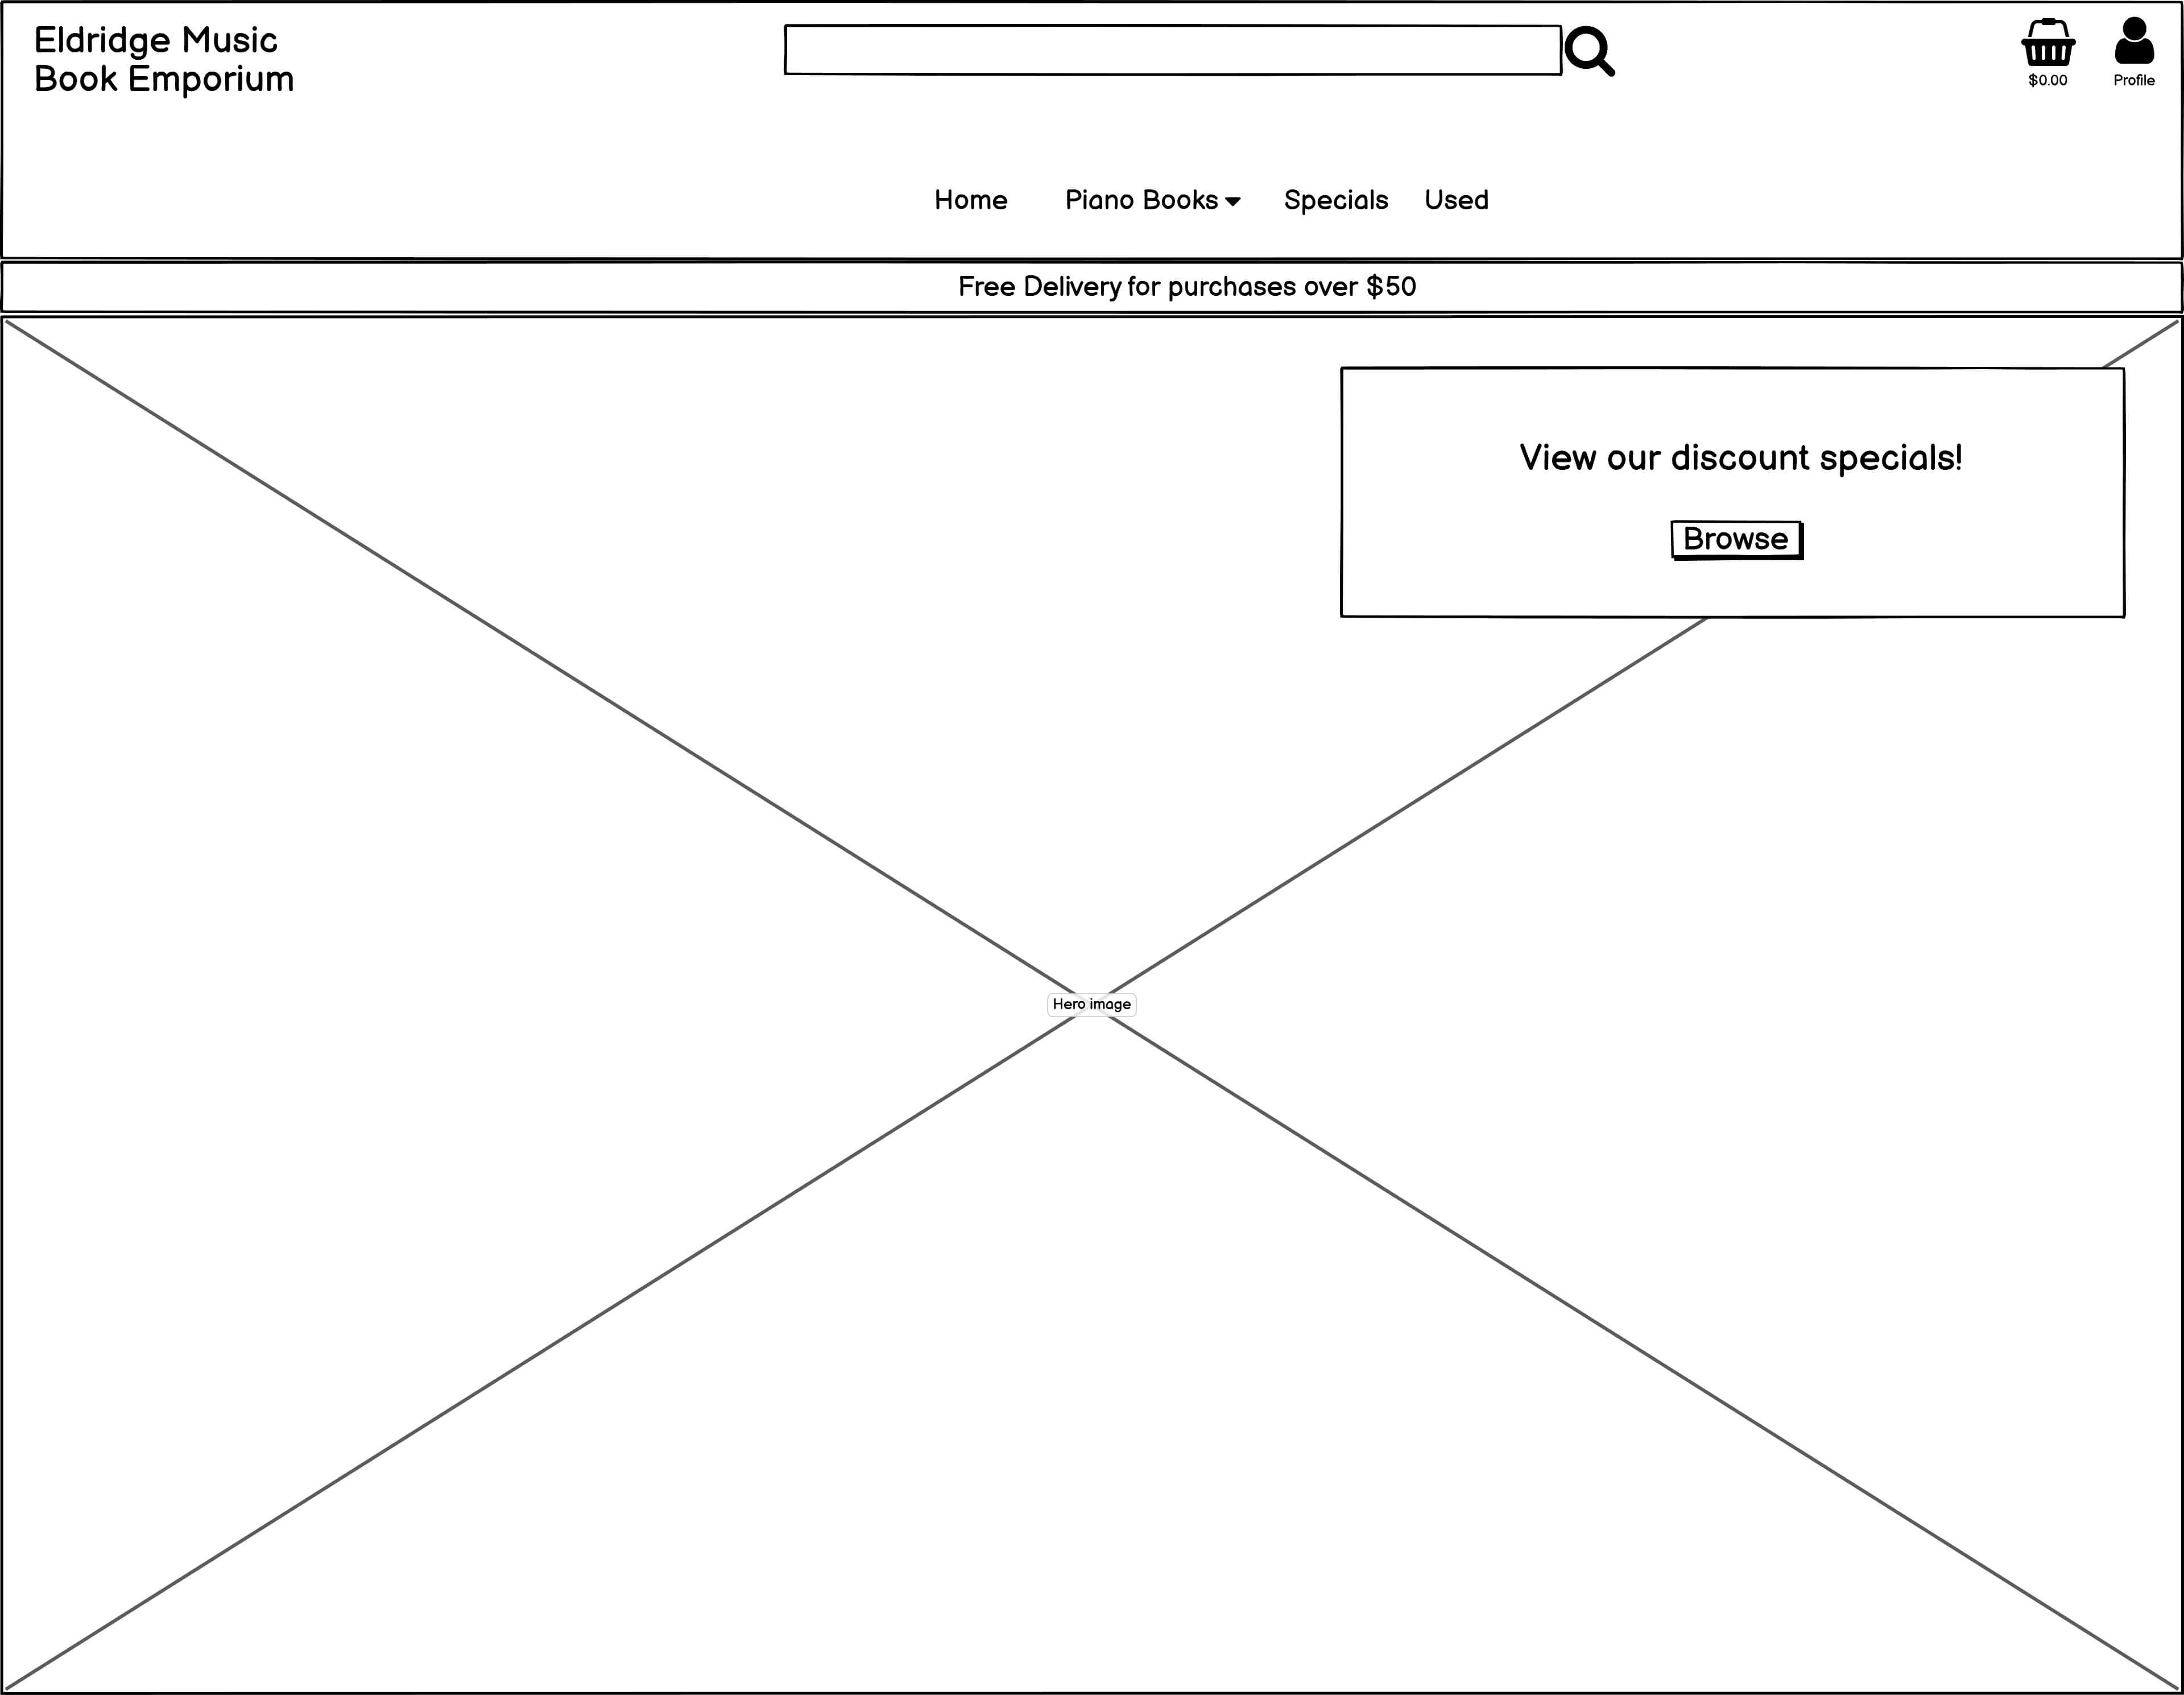 Eldridge Music
Book Emporium
$0.00
Profile
Home
Piano Books
Specials
Used
Free Delivery for purchases over $50
View our discount specials!
Browse
Hero image